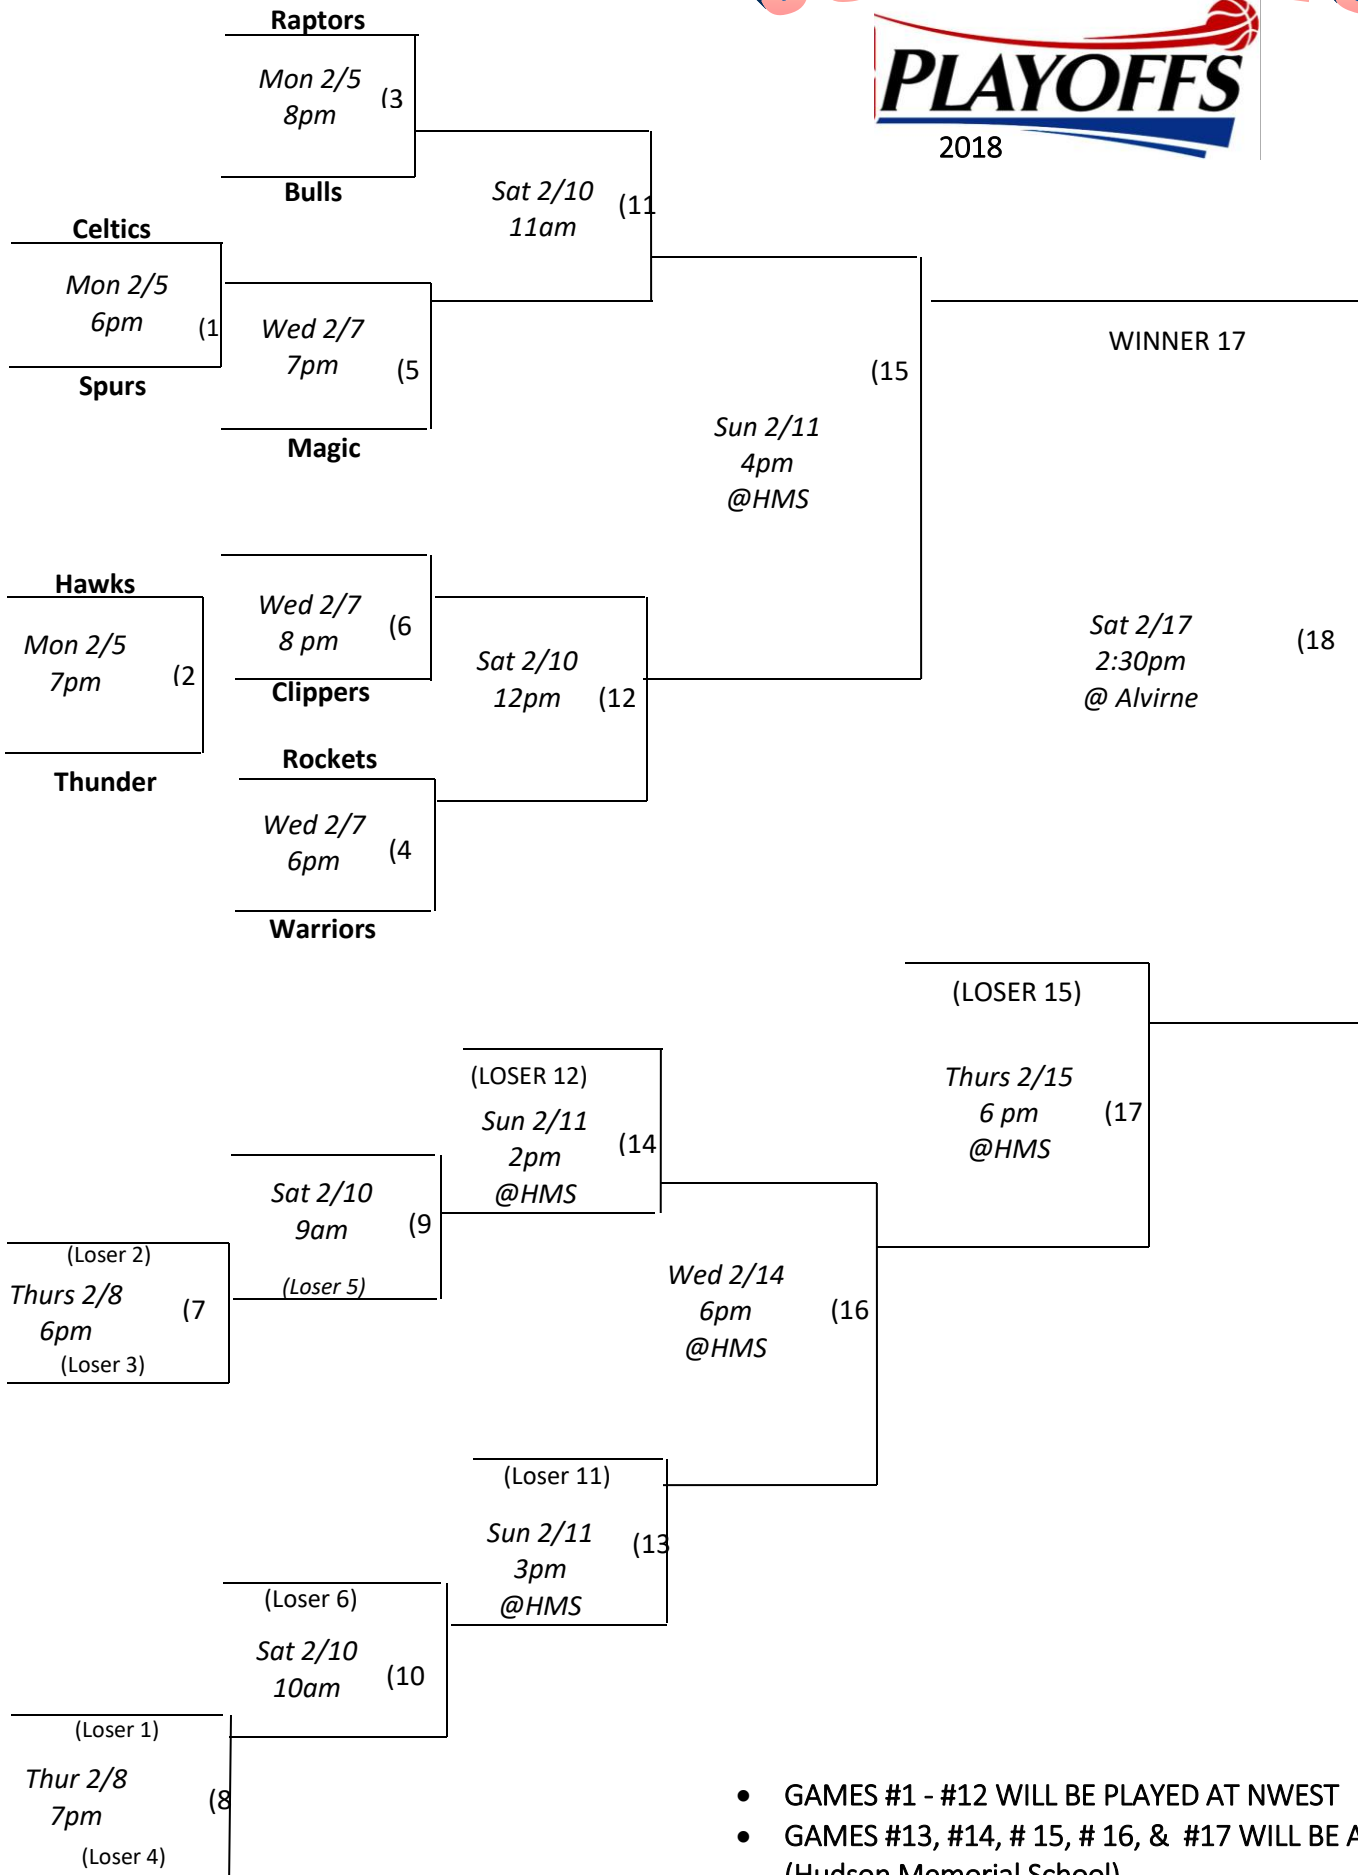 PLAYOFFS
2018
Raptors
Mon 2/5
8pm
(3
Bulls
Sat 2/10
11am
(11
Celtics
Mon 2/5
6pm
(1
Spurs
Wed 2/7
7pm
(5
Magic
WINNER 17
(15
Sun 2/11
4pm
@HMS
Hawks
Mon 2/5
7pm
(2
Thunder
Wed 2/7
8 pm
(6
Clippers
Sat 2/10
12pm
(12
Sat 2/17
2:30pm
@ Alvirne
(18
Rockets
Wed 2/7
6pm
(4
Warriors
(LOSER 15)
Thurs 2/15
6 pm
@HMS
(17
(LOSER 12)
Sun 2/11
2pm
@HMS
(14
Sat 2/10
9am
(9
(Loser 5)
(Loser 2)
Thurs 2/8
6pm
(7
(Loser 3)
Wed 2/14
6pm
@HMS
(16
(Loser 11)
Sun 2/11
3pm
@HMS
(13
(Loser 6)
Sat 2/10
10am
(10
(Loser 1)
Thur 2/8
7pm
(8
(Loser 4)
• GAMES #1 - #12 WILL BE PLAYED AT NWEST
• GAMES #13, #14, # 15, # 16, & #17 WILL BE A
(Hudson Memorial School)